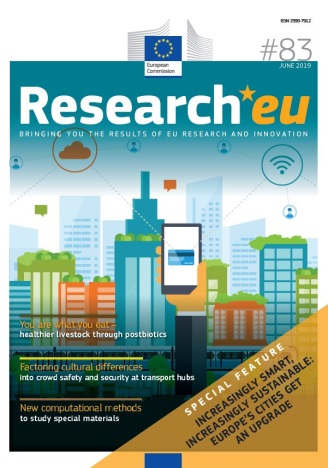 ISSN 2599-7912
European
Commission
#83
JUNE 2019
Research*eu
BRINGING YOU THE RESULTS OF EU RESEARCH AND INNOVATION
You are what you eat –
healthier livestock through postbiotics
Factoring cultural differences
into crowd safety and security at transport hubs
New computational methods
to study special materials
SPECIAL FEATURE
INCREASINGLY SMART,
INCREASINGLY SUSTAINABLE:
EUROPE'S CITIES GET
AN UPGRADE